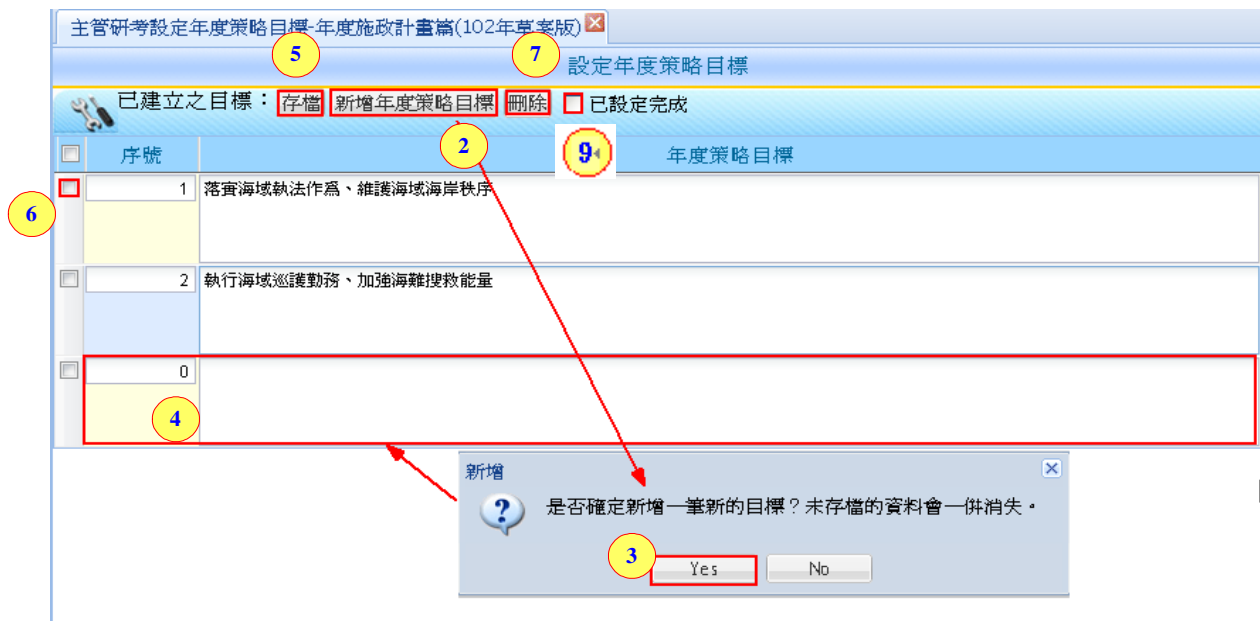 主管研考設定年度策略目標-年度施政計畫篇(102年草案版)
5
7
設定年度策略目標
已建立之目標：存檔 新增年度策略目標 刪除 已設定完成
2
9
序號 年度策略目標
1 落實海域執法作為、維護海域海岸秩序
6
2 執行海域巡護勤務、加強海難搜救能量
0
4
新增
是否確定新增一筆新的目標？未存檔的資料會一併消失。
3
Yes No